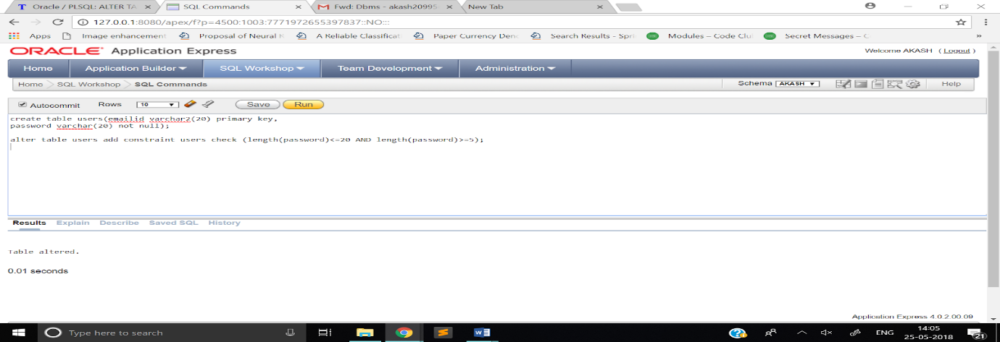 Oracle / PLSQL: ALTER TA × SQL Commands × Fwd: Dbms - akash20995 × New Tab ×
127.0.0.1:8080/apex/f?p=4500:1003:7771972655397837::NO:::
Apps Image enhancement Proposal of Neural R A Reliable Classificat Paper Currency Den Search Results - Spri Modules – Code Clu Secret Messages – C »
ORACLE Application Express Welcome AKASH ( Logout )
Home Application Builder SQL Workshop Team Development Administration
Home SQL Workshop SQL Commands Schema AKASH Help
Autocommit Rows 10 Save Run
create table users(emailid varchar2(20) primary key,
password varchar(20) not null);
alter table users add constraint users check (length(password)<=20 AND length(password)>=5);
Results Explain Describe Saved SQL History
Table altered.
0.01 seconds
Application Express 4.0.2.00.09
Type here to search ENG 14:05
25-05-2018 21